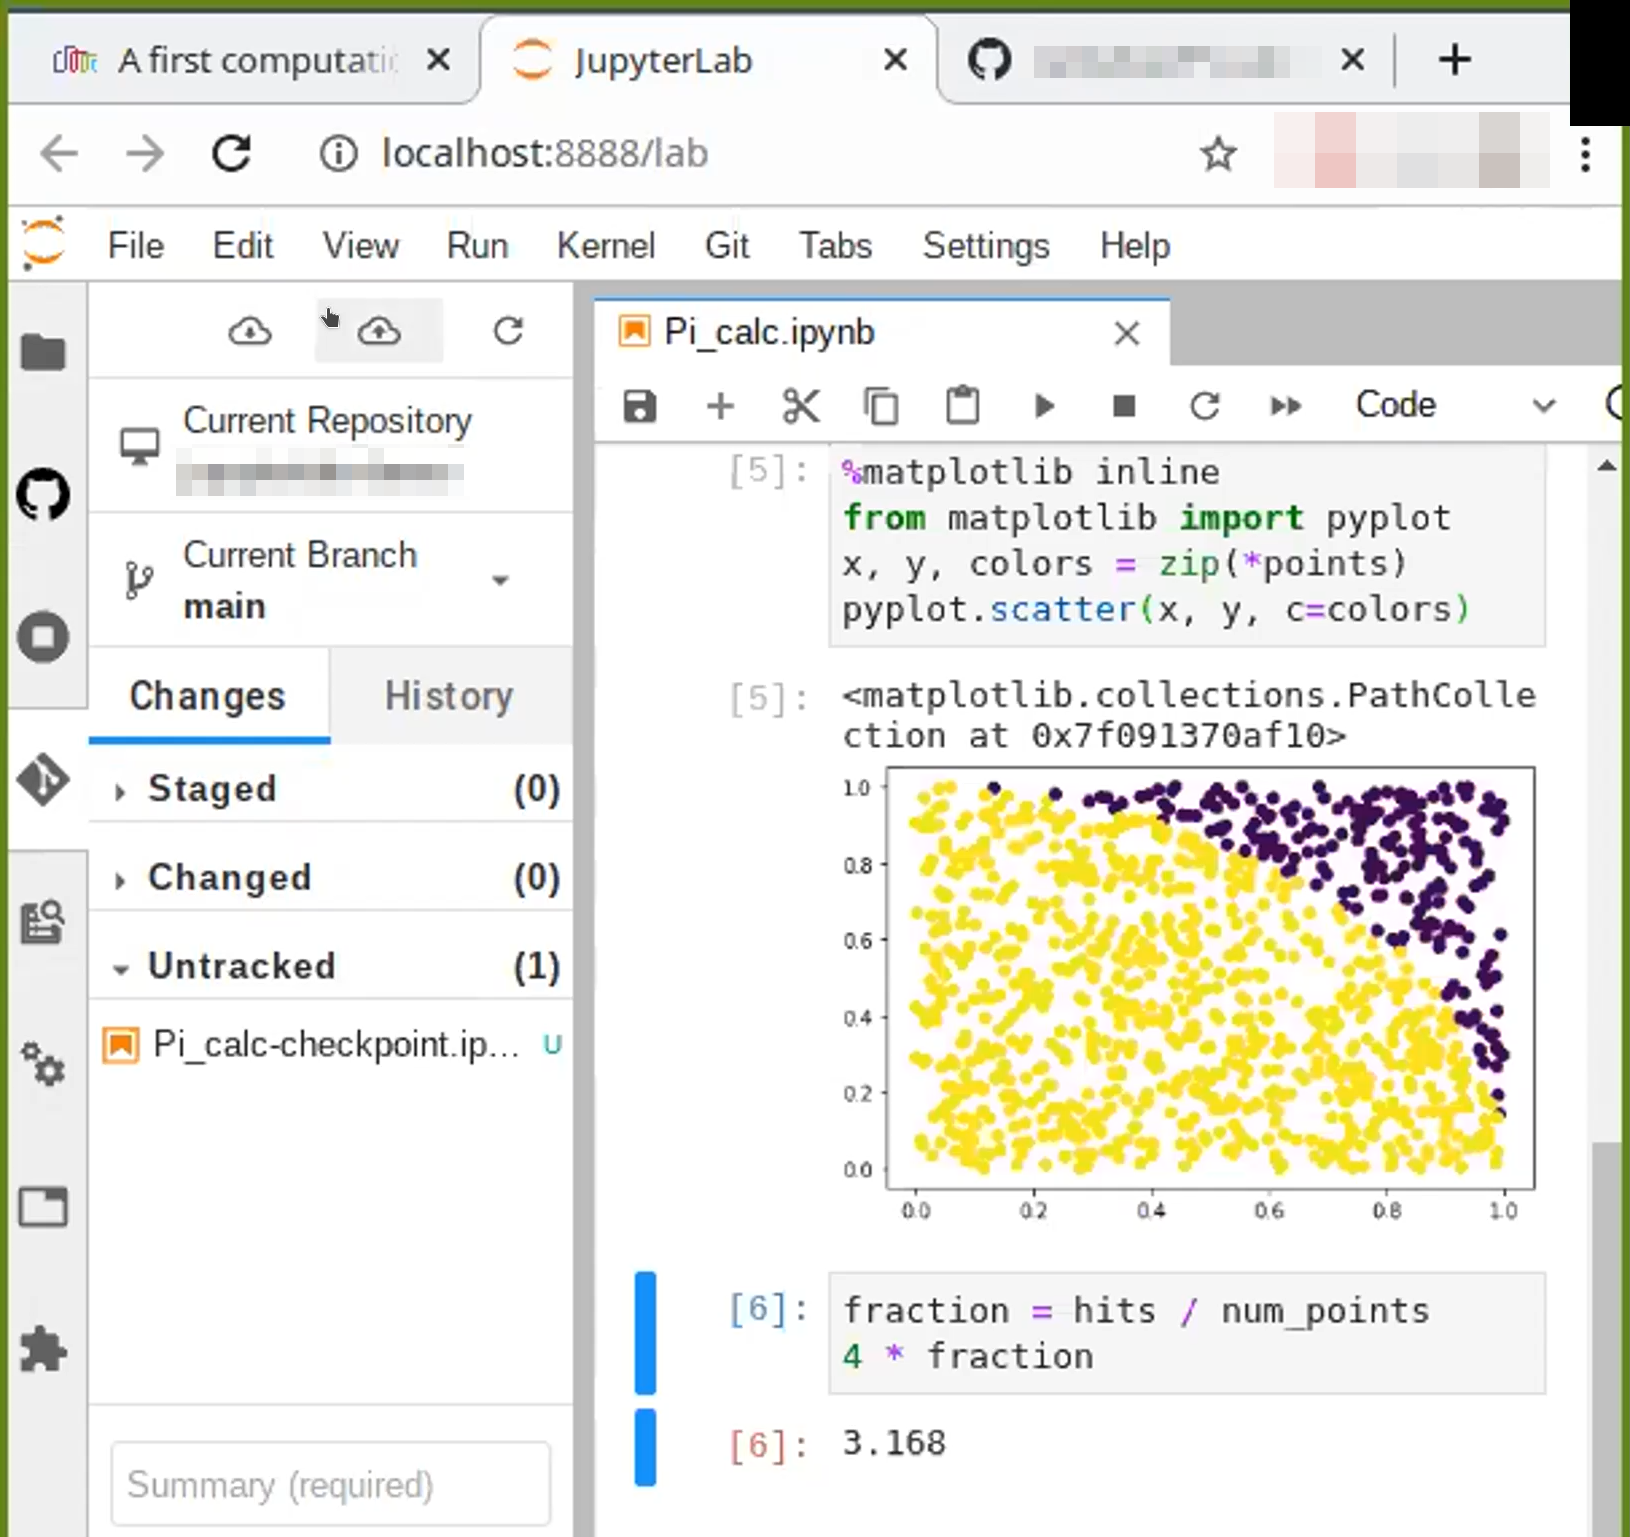 A first computati
JupyterLab
localhost:8888/lab
File Edit View Run Kernel Git Tabs Settings Help
Current Repository
Current Branch
main
Changes History
Staged (0)
Changed (0)
Untracked (1)
Pi_calc-checkpoint.ip... U
Summary (required)
Pi_calc.ipynb
Code
[5]: %matplotlib inline
from matplotlib import pyplot
x, y, colors = zip(*points)
pyplot.scatter(x, y, c=colors)
[5]: <matplotlib.collections.PathColle
ction at 0x7f091370af10>
1.0
0.8
0.6
0.4
0.2
0.0
0.0 0.2 0.4 0.6 0.8 1.0
[6]: fraction = hits / num_points
4 * fraction
[6]: 3.168